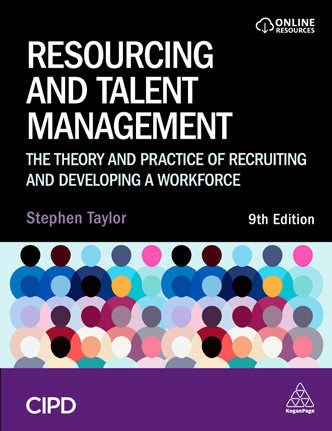 ONLINE
RESOURCES
RESOURCING
AND TALENT
MANAGEMENT
THE THEORY AND PRACTICE OF RECRUITING
AND DEVELOPING A WORKFORCE
Stephen Taylor
9th Edition
CIPD
KoganPage